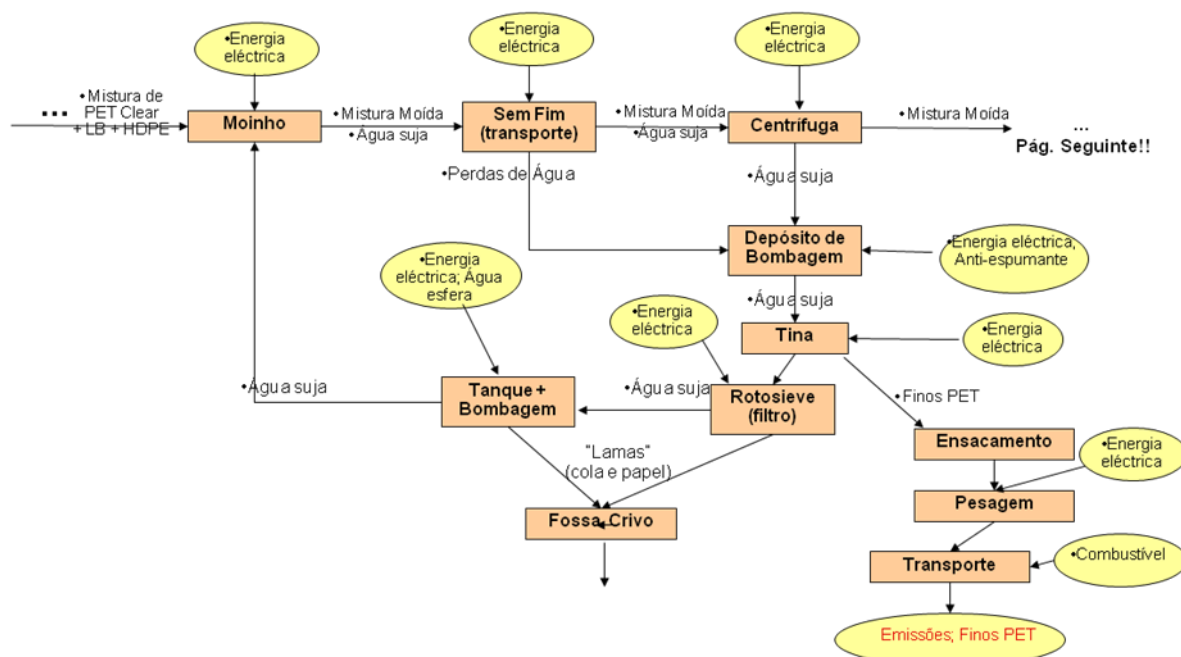 •Energia
eléctrica
•Energia
eléctrica
•Energia
eléctrica
...
•Mistura de
PET Clear
+ LB + HDPE
Moinho
•Mistura Moída
•Água suja
Sem Fim
(transporte)
•Mistura Moída
•Água suja
Centrífuga
•Mistura Moída
...
Pág. Seguinte!!
•Perdas de Água
•Água suja
Depósito de
Bombagem
•Energia eléctrica;
Anti-espumante
•Energia
eléctrica; Água
esfera
•Água suja
•Energia
eléctrica
Tina
•Energia
eléctrica
•Água suja
Tanque +
Bombagem
•Água suja
Rotosieve
(filtro)
•Finos PET
"Lamas"
(cola e papel)
Ensacamento
•Energia
eléctrica
Fossa Crivo
Pesagem
Transporte
•Combustível
Emissões; Finos PET